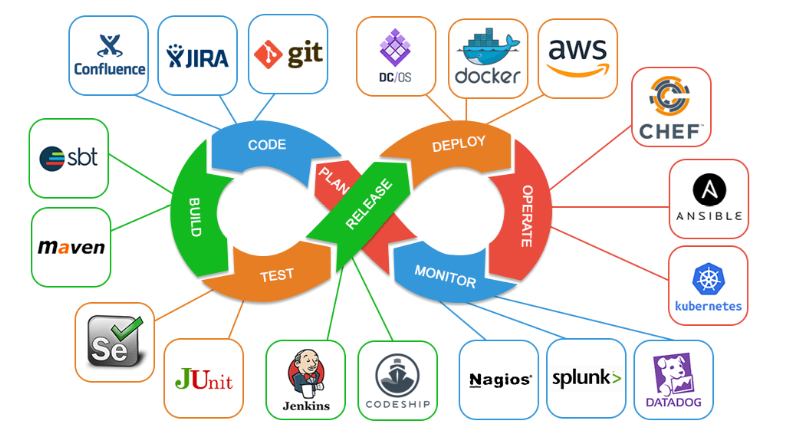 Confluence
JIRA
git
DC/OS
docker
aws
CHEF™
sbt
CODE
DEPLOY
PLAN
RELEASE
BUILD
OPERATE
ANSIBLE
maven
TEST
MONITOR
kubernetes
Se
JUnit
Jenkins
CODESHIP
Nagios®
splunk>
DATADOG